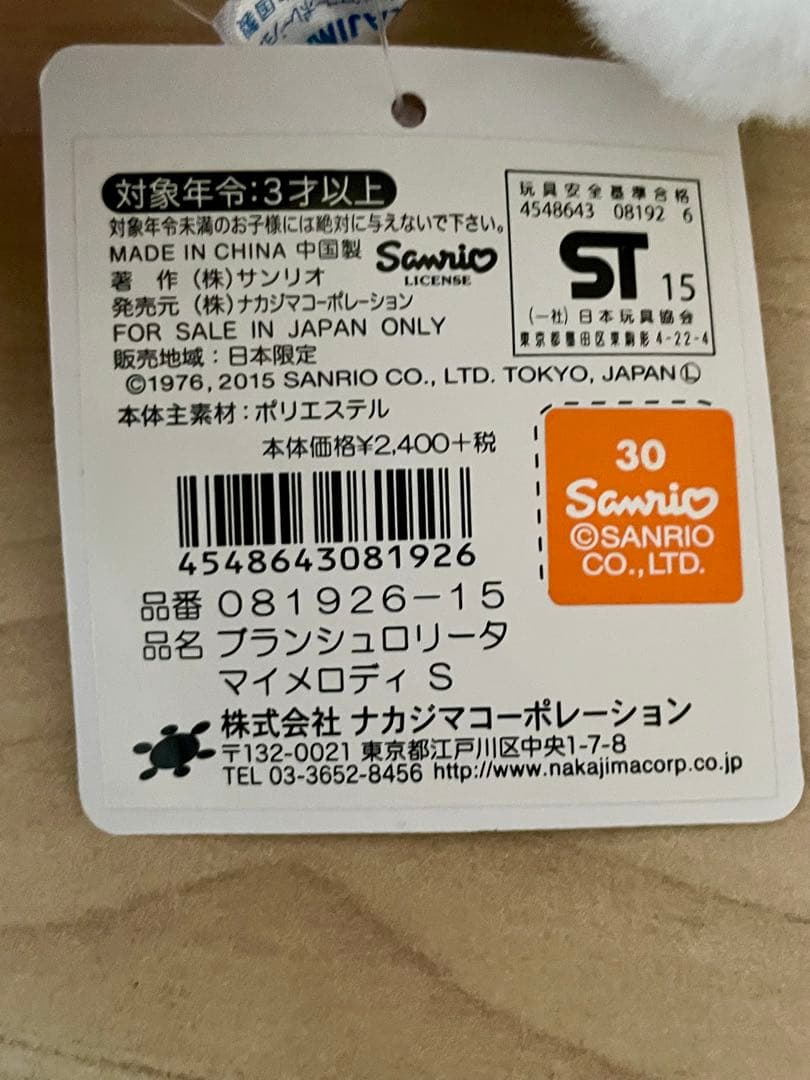 対象年令:3才以上
対象年令未満のお子様には絶対に与えないで下さい。
MADE IN CHINA 中国製
Sanrio
LICENSE
著 作 (株)サンリオ
発売元 (株)ナカジマコーポレーション
FOR SALE IN JAPAN ONLY
販売地域:日本限定
©1976, 2015 SANRIO CO., LTD. TOKYO, JAPAN Ⓛ
本体主素材:ポリエステル
玩具安全基準合格
4548643 08192 6
ST 15
(一社)日本玩具協会
東京都墨田区東駒形4-22-4
本体価格¥2,400+税
4548643081926
30
Sanrio
©SANRIO
CO.,LTD.
品番 081926-15
品名 ブランシュロリータ
マイメロディ S
株式会社 ナカジマコーポレーション
〒132-0021 東京都江戸川区中央1-7-8
TEL 03-3652-8456 http://www.nakajimacorp.co.jp